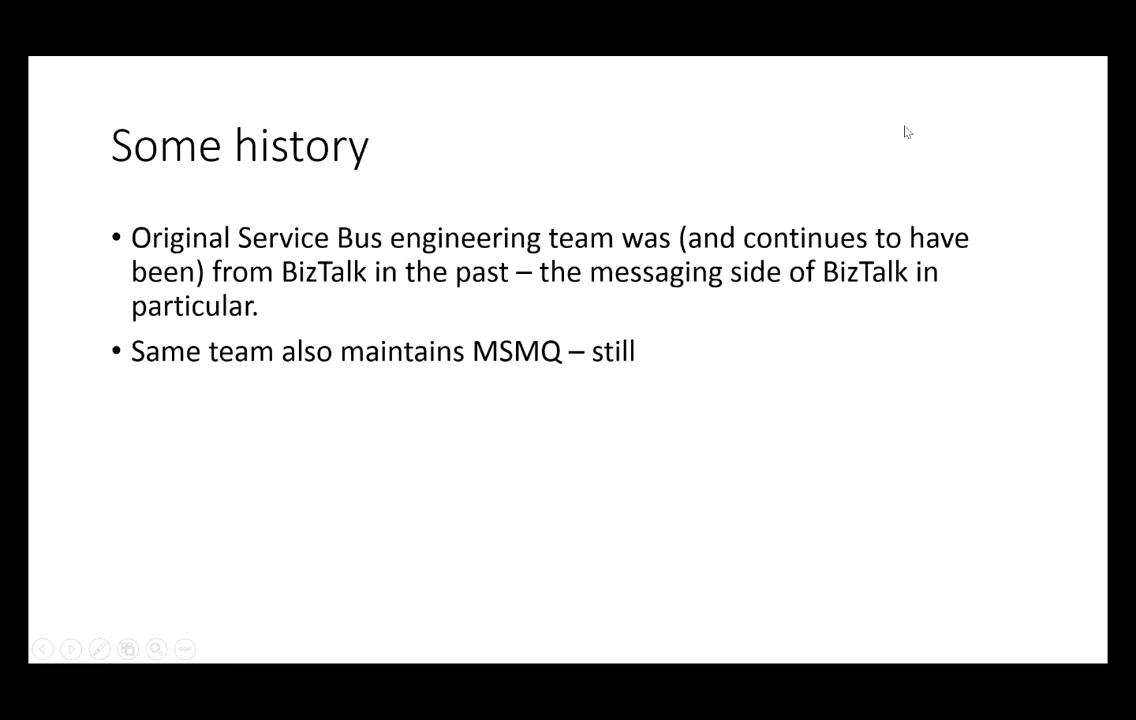 Some history
• Original Service Bus engineering team was (and continues to have
been) from BizTalk in the past – the messaging side of BizTalk in
particular.
• Same team also maintains MSMQ – still